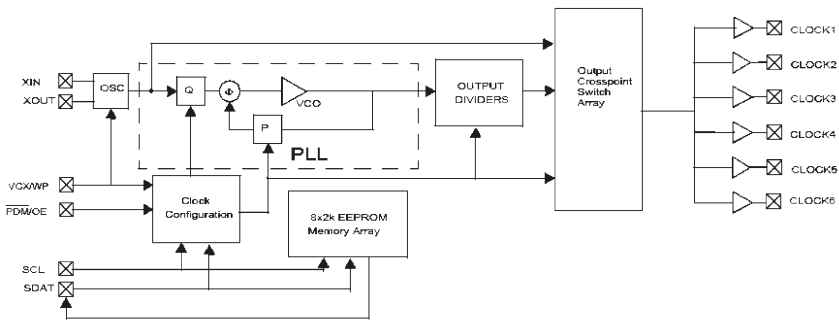 XIN
XOUT
OSC
Q
Φ
VCO
P
PLL
OUTPUT
DIVIDERS
Output
Crosspoint
Switch
Array
CLOCK1
CLOCK2
CLOCK3
CLOCK4
CLOCK5
CLOCK6
VCX/WP
PDM/OE
Clock
Configuration
8x2k EEPROM
Memory Array
SCL
SDAT